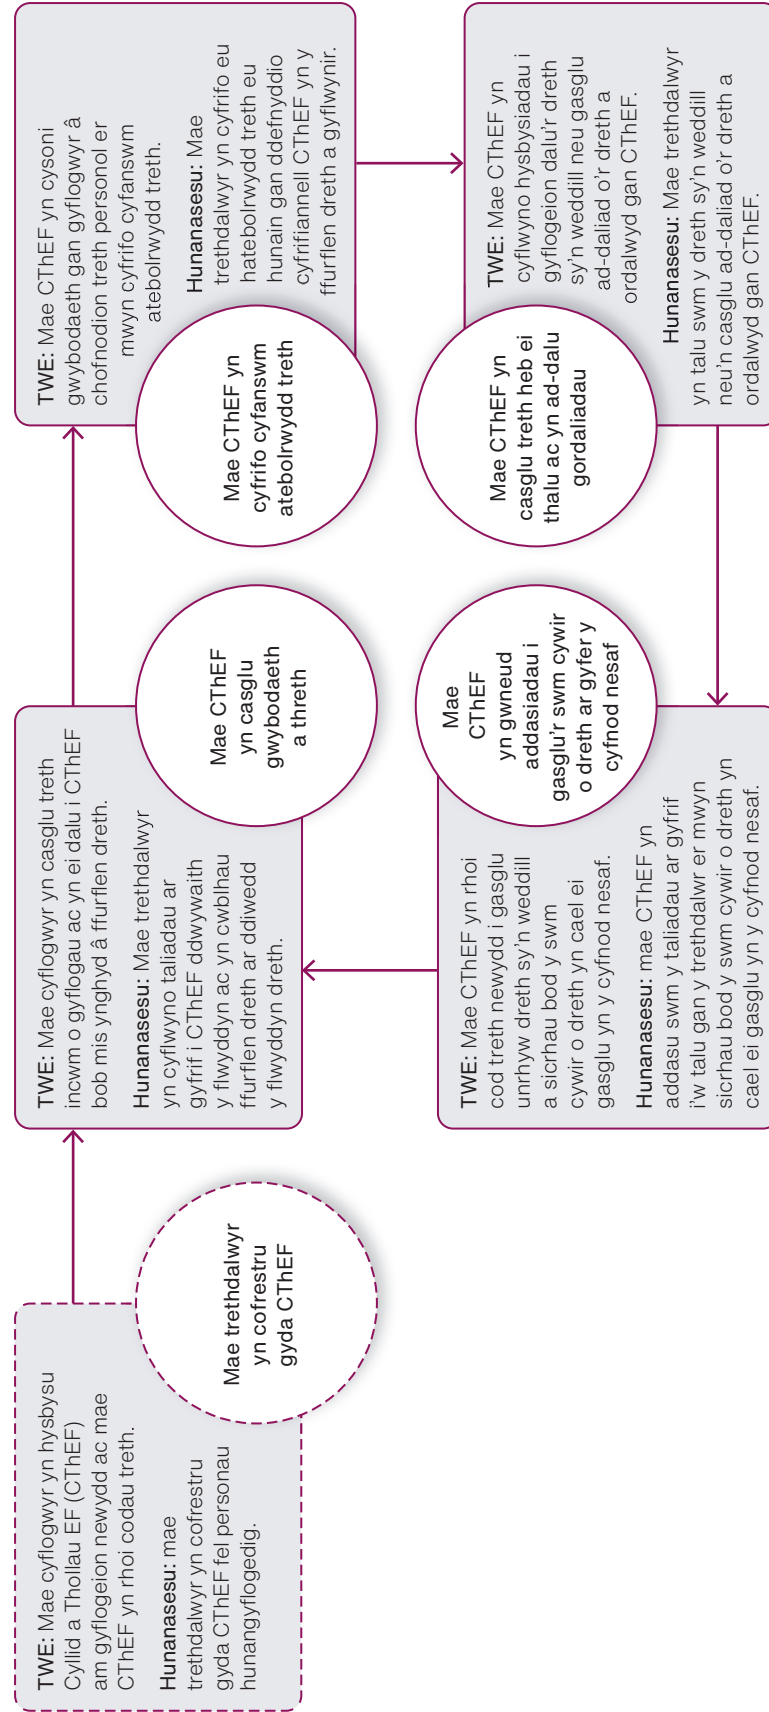 TWE: Mae cyflogwyr yn hysbysu
Cyllid a Thollau EF (CThEF)
am gyflogeion newydd ac mae
CThEF yn rhoi codau treth.
Hunanasesu: mae
trethdalwyr yn cofrestru
gyda CThEF fel personau
hunangyflogedig.
Mae trethdalwyr
yn cofrestru
gyda CThEF
TWE: Mae cyflogwyr yn casglu treth
incwm o gyflogau ac yn ei dalu i CThEF
bob mis ynghyd â ffurflen dreth.
Hunanasesu: Mae trethdalwyr
yn cyflwyno taliadau ar
gyfrif i CThEF ddwywaith
y flwyddyn ac yn cwblhau
ffurflen dreth ar ddiwedd
y flwyddyn dreth.
Mae CThEF
yn casglu
gwybodaeth
a threth
TWE: Mae CThEF yn cysoni
gwybodaeth gan gyflogwyr â
chofnodion treth personol er
mwyn cyfrifo cyfanswm
atebolrwydd treth.
Hunanasesu: Mae
trethdalwyr yn cyfrifo eu
hatebolrwydd treth eu
hunain gan ddefnyddio
cyfrifiannell CThEF yn y
ffurflen dreth a gyflwynir.
Mae CThEF yn
cyfrifo cyfanswm
atebolrwydd treth
TWE: Mae CThEF yn
cyflwyno hysbysiadau i
gyflogeion dalu’r dreth
sy’n weddill neu gasglu
ad-daliad o’r dreth a
ordalwyd gan CThEF.
Hunanasesu: Mae trethdalwyr
yn talu swm y dreth sy’n weddill
neu’n casglu ad-daliad o’r dreth a
ordalwyd gan CThEF.
Mae CThEF yn
casglu treth heb ei
thalu ac yn ad-dalu
gordaliadau
TWE: Mae CThEF yn rhoi
cod treth newydd i gasglu
unrhyw dreth sy’n weddill
a sicrhau bod y swm
cywir o dreth yn cael ei
gasglu yn y cyfnod nesaf.
Hunanasesu: mae CThEF yn
addasu swm y taliadau ar gyfrif
i’w talu gan y trethdalwr er mwyn
sicrhau bod y swm cywir o dreth yn
cael ei gasglu yn y cyfnod nesaf.
Mae
CThEF
yn gwneud
addasiadau i
gasglu’r swm cywir
o dreth ar gyfer y
cyfnod nesaf